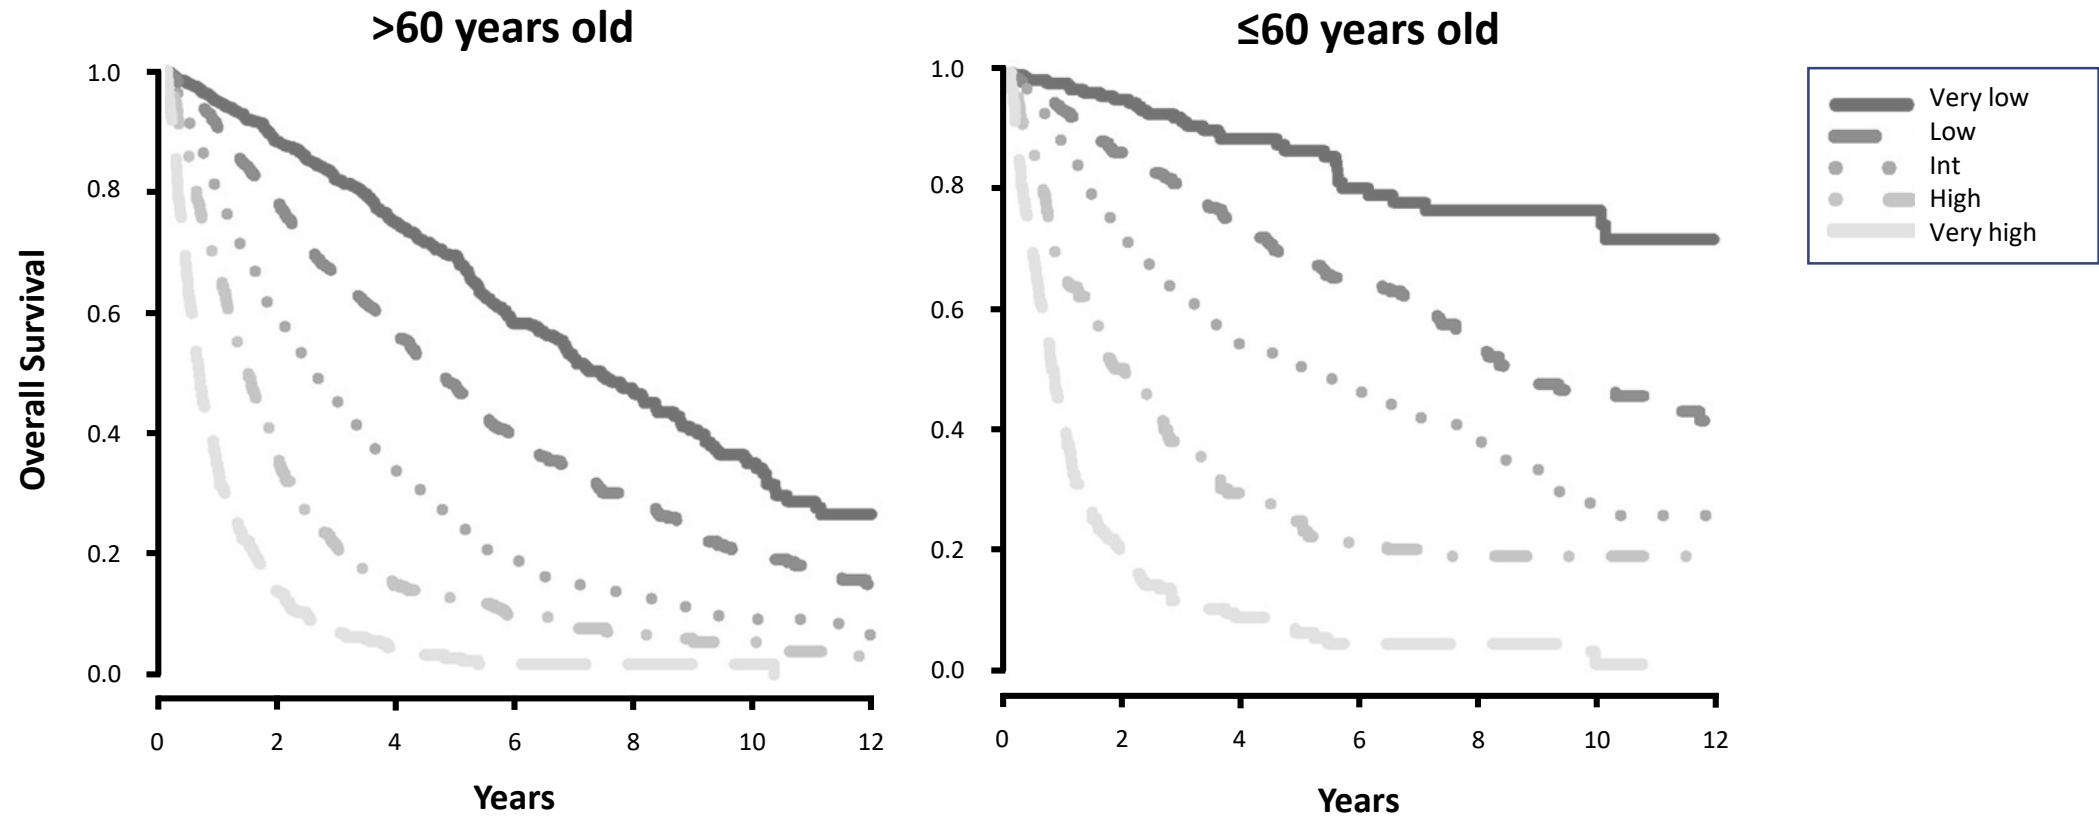 >60 years old
≤60 years old
Overall Survival
1.0
0.8
0.6
0.4
0.2
0.0
0 2 4 6 8 10 12
Years
1.0
0.8
0.6
0.4
0.2
0.0
0 2 4 6 8 10 12
Years
Very low
Low
Int
High
Very high